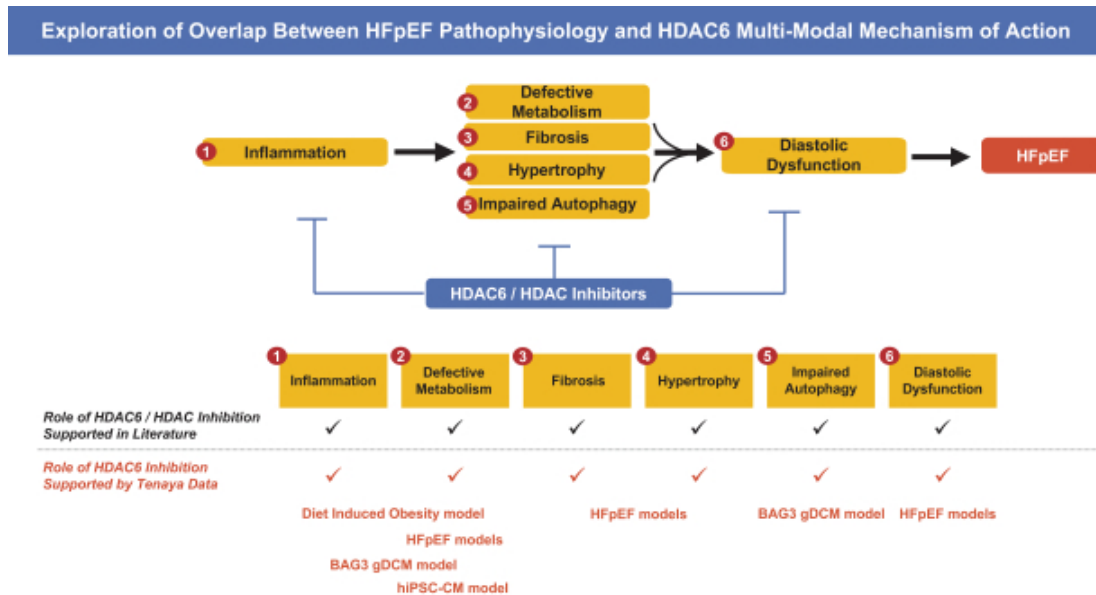 Exploration of Overlap Between HFpEF Pathophysiology and HDAC6 Multi-Modal Mechanism of Action
1 Inflammation
2 Defective
Metabolism
3 Fibrosis
4 Hypertrophy
5 Impaired Autophagy
6 Diastolic
Dysfunction
HFpEF
HDAC6 / HDAC Inhibitors
1 Inflammation
2 Defective
Metabolism
3 Fibrosis
4 Hypertrophy
5 Impaired
Autophagy
6 Diastolic
Dysfunction
Role of HDAC6 / HDAC Inhibition
Supported in Literature
✓ ✓ ✓ ✓ ✓ ✓
Role of HDAC6 Inhibition
Supported by Tenaya Data
✓ ✓ ✓ ✓ ✓ ✓
Diet Induced Obesity model
HFpEF models
BAG3 gDCM model
hiPSC-CM model
HFpEF models
BAG3 gDCM model
HFpEF models